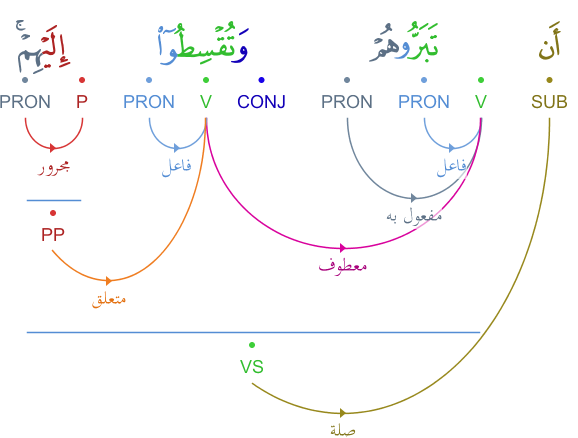 أَن تَبَرُّوهُمْ وَتُقْسِطُوٓا۟ إِلَيْهِمْ ۚ
SUB V PRON PRON CONJ V PRON P PRON
فاعل فاعل مجرور
مفعول به
PP
معطوف
متعلق
VS
صلة